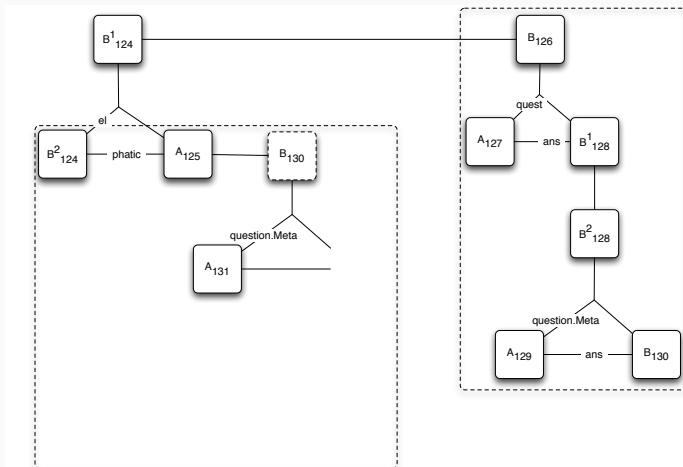 B¹₁₂₄
B₁₂₆
el
quest
B²₁₂₄
phatic
A₁₂₅
B₁₃₀
A₁₂₇
ans
B¹₁₂₈
question.Meta
B²₁₂₈
A₁₃₁
question.Meta
A₁₂₉
ans
B₁₃₀